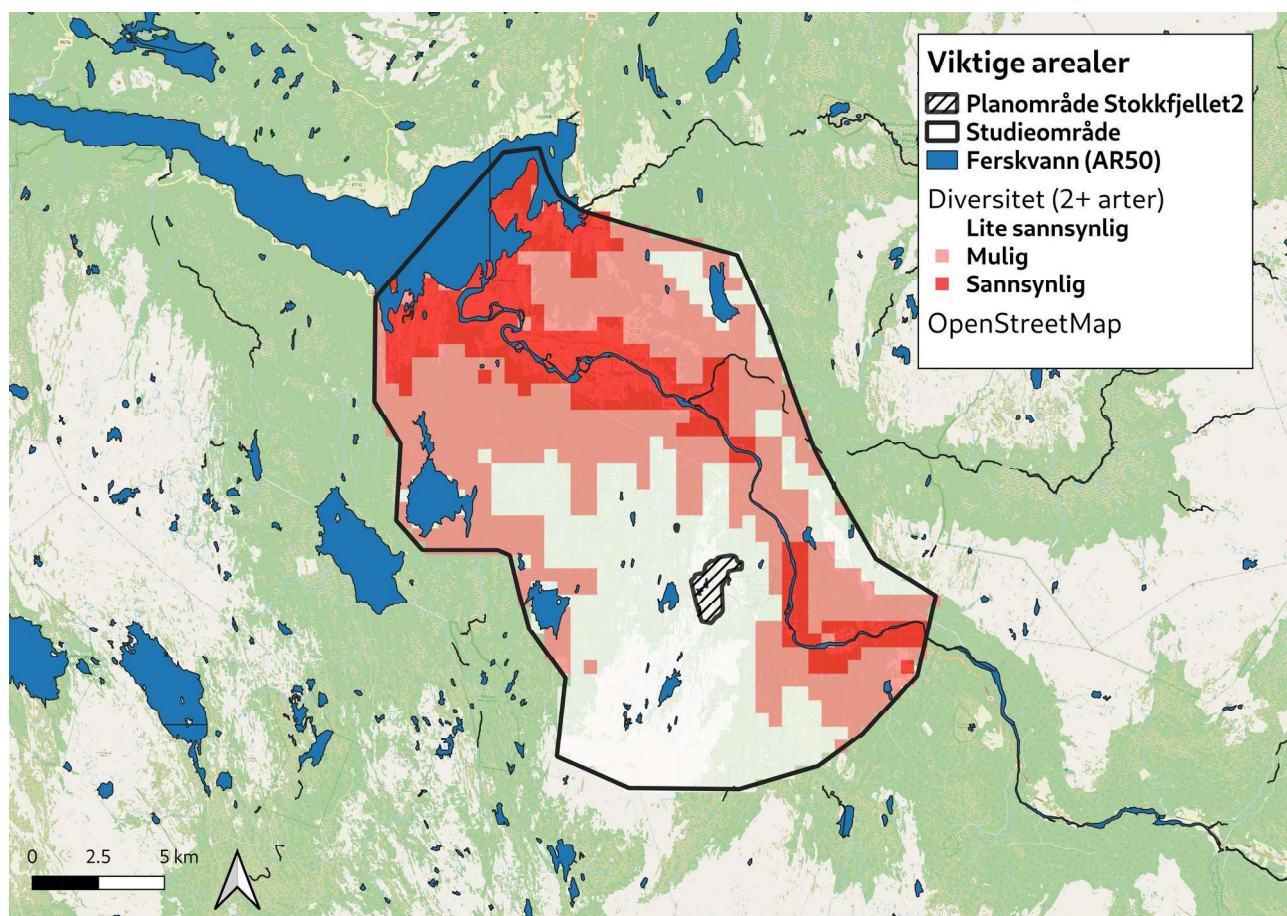 Viktige arealer
Planområde Stokkfjellet2
Studieområde
Ferskvann (AR50)
Diversitet (2+ arter)
Lite sannsynlig
Mulig
Sannsynlig
OpenStreetMap
0 2.5 5 km